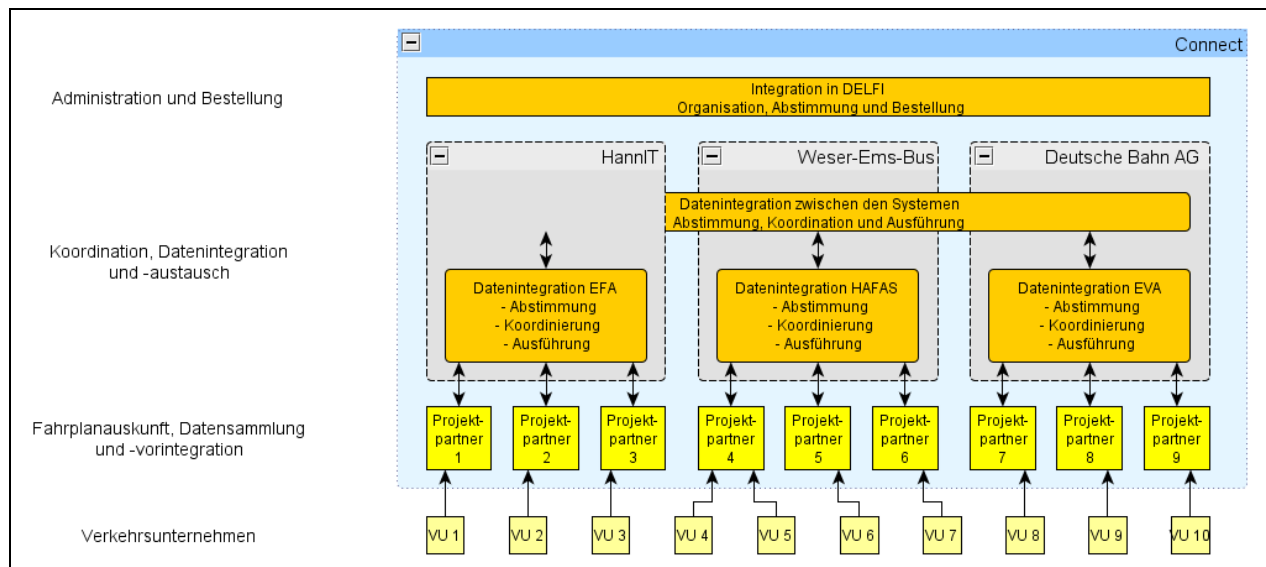 Connect
Administration und Bestellung
Integration in DELFI
Organisation, Abstimmung und Bestellung
HannIT
Weser-Ems-Bus
Deutsche Bahn AG
Koordination, Datenintegration
und -austausch
Datenintegration zwischen den Systemen
Abstimmung, Koordination und Ausführung
Datenintegration EFA
- Abstimmung
- Koordinierung
- Ausführung
Datenintegration HAFAS
- Abstimmung
- Koordinierung
- Ausführung
Datenintegration EVA
- Abstimmung
- Koordinierung
- Ausführung
Fahrplanauskunft, Datensammlung
und -vorintegration
Projekt-
partner
1
Projekt-
partner
2
Projekt-
partner
3
Projekt-
partner
4
Projekt-
partner
5
Projekt-
partner
6
Projekt-
partner
7
Projekt-
partner
8
Projekt-
partner
9
Verkehrsunternehmen
VU 1
VU 2
VU 3
VU 4
VU 5
VU 6
VU 7
VU 8
VU 9
VU 10